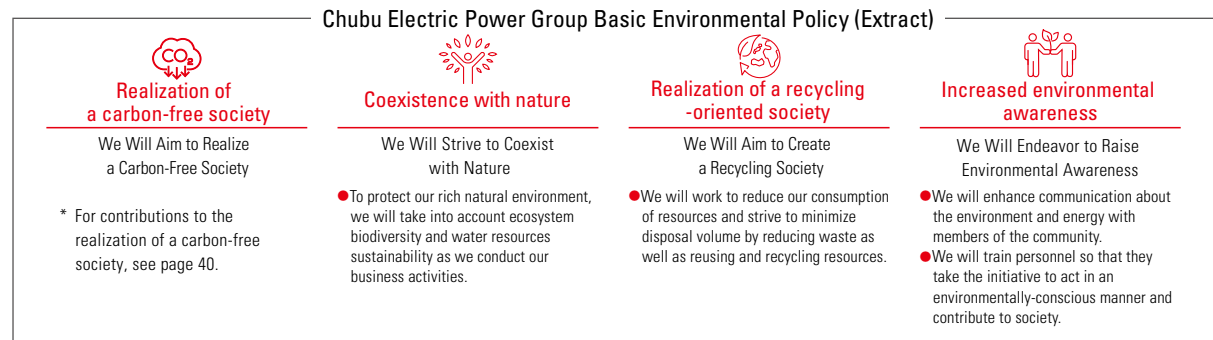 Chubu Electric Power Group Basic Environmental Policy (Extract)
CO₂
Realization of
a carbon-free society
We Will Aim to Realize
a Carbon-Free Society
* For contributions to the
realization of a carbon-free
society, see page 40.
Coexistence with nature
We Will Strive to Coexist
with Nature
●To protect our rich natural environment,
we will take into account ecosystem
biodiversity and water resources
sustainability as we conduct our
business activities.
Realization of a recycling
-oriented society
We Will Aim to Create
a Recycling Society
●We will work to reduce our consumption
of resources and strive to minimize
disposal volume by reducing waste as
well as reusing and recycling resources.
Increased environmental
awareness
We Will Endeavor to Raise
Environmental Awareness
●We will enhance communication about
the environment and energy with
members of the community.
●We will train personnel so that they
take the initiative to act in an
environmentally-conscious manner and
contribute to society.